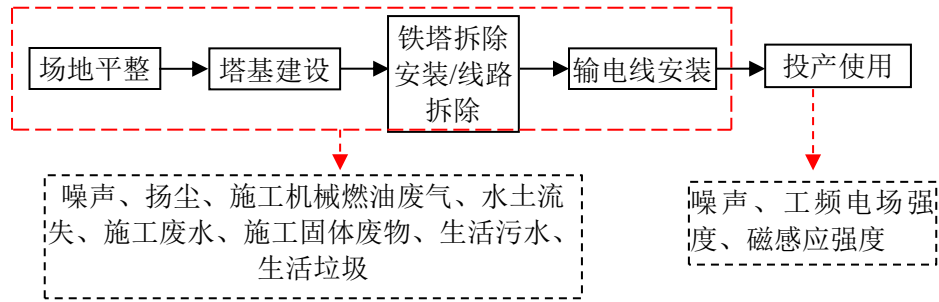 场地平整
塔基建设
铁塔拆除
安装/线路
拆除
输电线安装
投产使用
噪声、扬尘、施工机械燃油废气、水土流
失、施工废水、施工固体废物、生活污水、
生活垃圾
噪声、工频电场强
度、磁感应强度